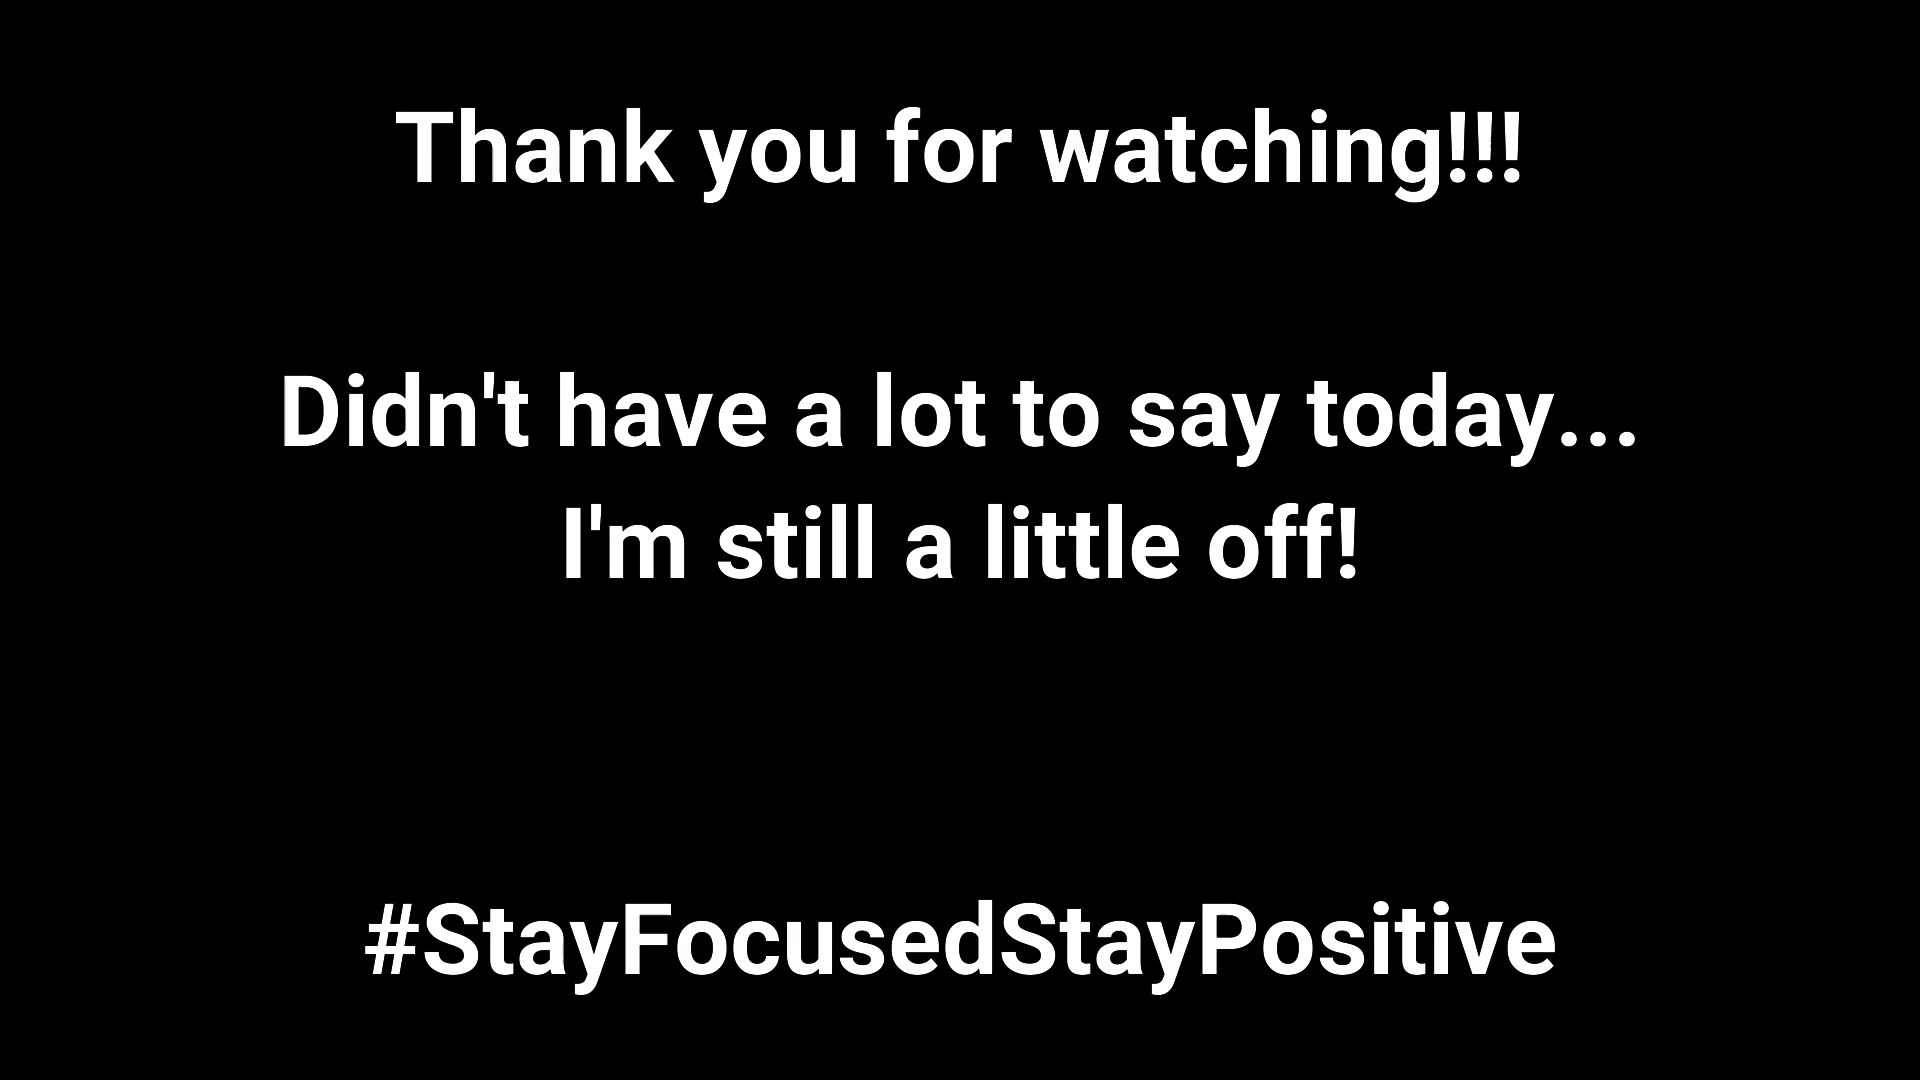 Thank you for watching!!!
Didn't have a lot to say today...
I'm still a little off!
#StayFocusedStayPositive